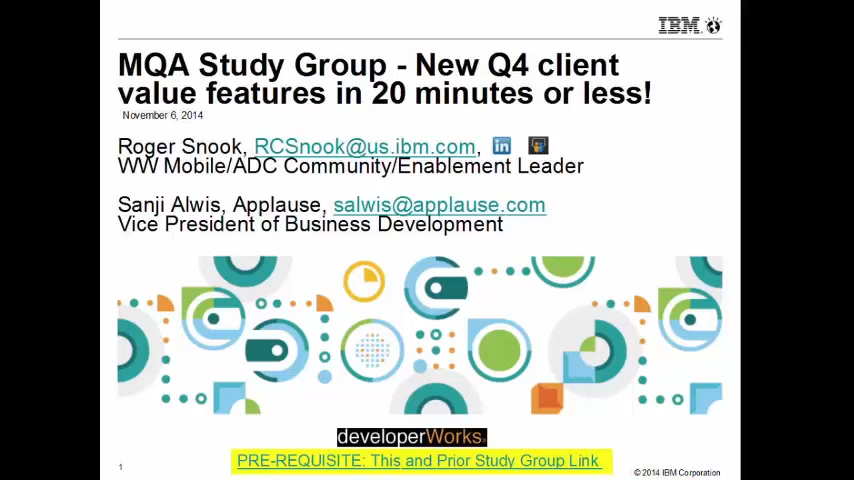 IBM
MQA Study Group - New Q4 client
value features in 20 minutes or less!
November 6, 2014
Roger Snook, RCSnook@us.ibm.com, in
WW Mobile/ADC Community/Enablement Leader
Sanji Alwis, Applause, salwis@applause.com
Vice President of Business Development
developerWorks.
PRE-REQUISITE: This and Prior Study Group Link
1
© 2014 IBM Corporation